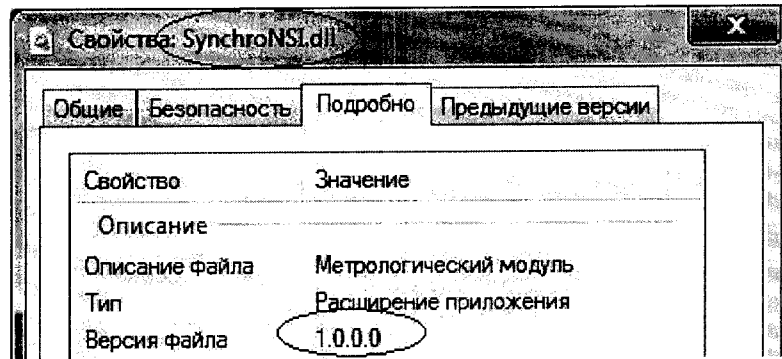 Свойства: SynchroNSI.dll
x
Общие Безопасность Подробно Предыдущие версии
Свойство Значение
Описание
Описание файла Метрологический модуль
Тип Расширение приложения
Версия файла 1.0.0.0